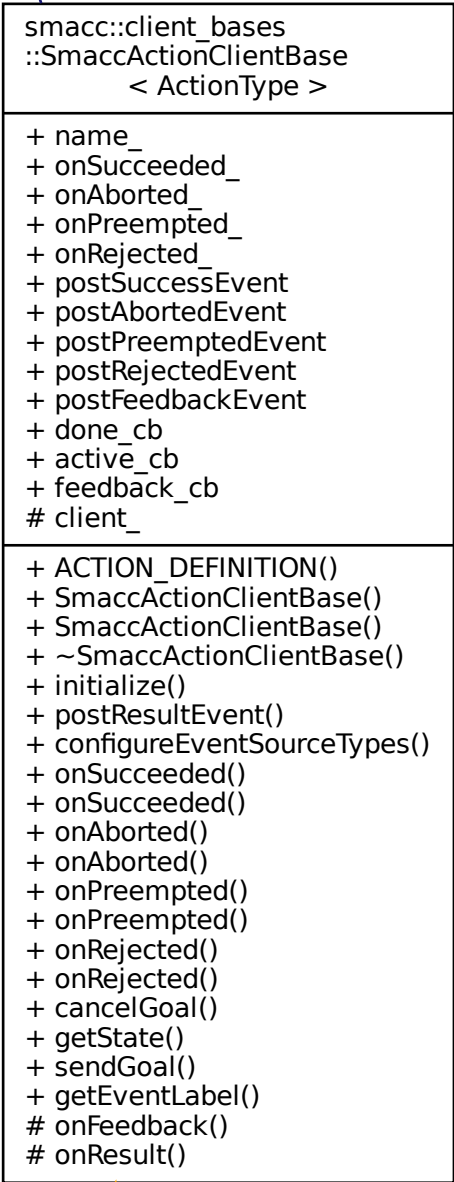 smacc::client_bases
::SmaccActionClientBase
< ActionType >
+ name_
+ onSucceeded_
+ onAborted_
+ onPreempted_
+ onRejected_
+ postSuccessEvent
+ postAbortedEvent
+ postPreemptedEvent
+ postRejectedEvent
+ postFeedbackEvent
+ done_cb
+ active_cb
+ feedback_cb
# client_
+ ACTION_DEFINITION()
+ SmaccActionClientBase()
+ SmaccActionClientBase()
+ ~SmaccActionClientBase()
+ initialize()
+ postResultEvent()
+ configureEventSourceTypes()
+ onSucceeded()
+ onSucceeded()
+ onAborted()
+ onAborted()
+ onPreempted()
+ onPreempted()
+ onRejected()
+ onRejected()
+ cancelGoal()
+ getState()
+ sendGoal()
+ getEventLabel()
# onFeedback()
# onResult()